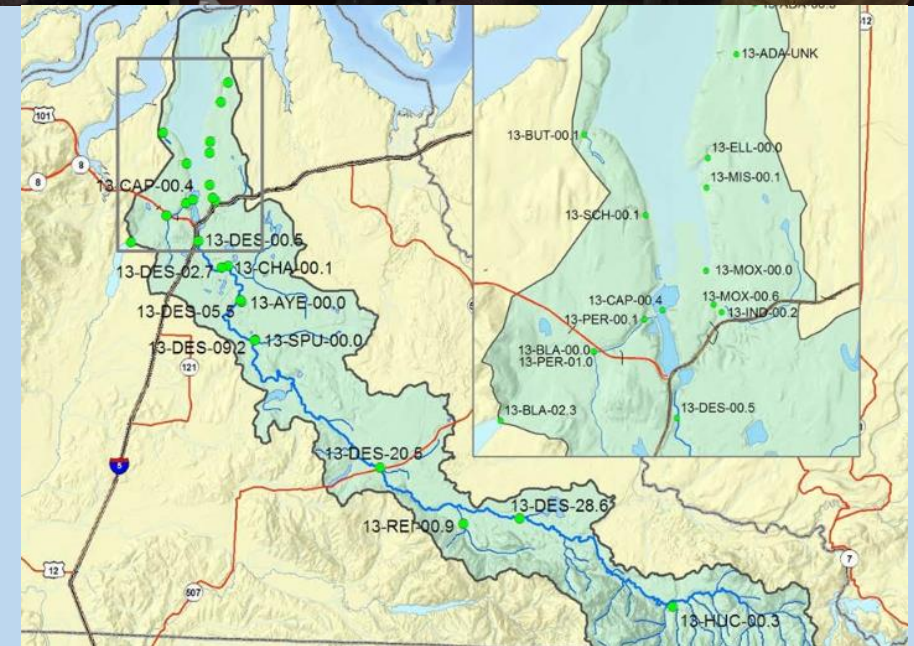 12
13-ADA-UNK
101
13-BUT-00.1
8
13-ELL-00.0
8
13-MIS-00.1
13-CAP-00.4
13-SCH-00.1
13-DES-00.5
13-DES-02.7
13-CHA-00.1
13-MOX-00.0
13-CAP-00.4
13-MOX-00.6
13-PER-00.1
13-IND-00.2
13-AYE-00.0
13-DES-05.5
13-DES-09.2
13-SPU-00.0
13-BLA-00.0
13-PER-01.0
121
13-BLA-02.3
13-DES-00.5
13-DES-20.6
5
13-DES-28.6
13-REI-00.9
7
12
507
13-HUC-00.3